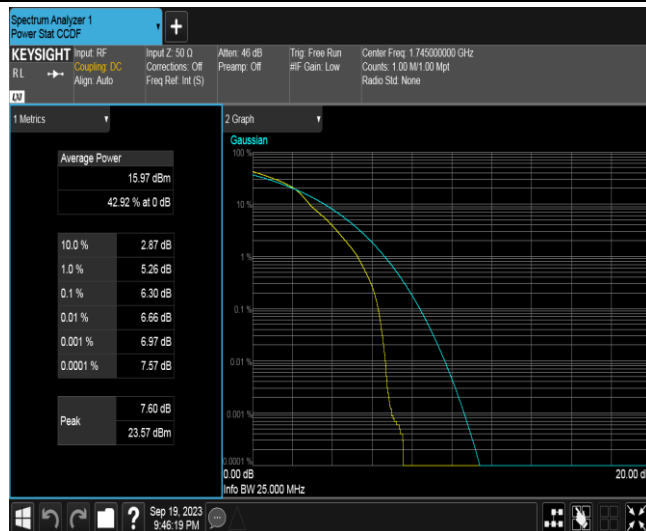 Spectrum Analyzer 1
Power Stat CCDF
+
KEYSIGHT
RL
Input: RF
Coupling: DC
Align: Auto
Input Z: 50 Ω
Corrections: Off
Freq Ref: Int (S)
Atten: 46 dB
Preamp: Off
Trig: Free Run
#IF Gain: Low
Center Freq: 1.745000000 GHz
Counts: 1.00 M/1.00 Mpt
Radio Std: None
1 Metrics
Average Power
15.97 dBm
42.92 % at 0 dB
10.0 % 2.87 dB
1.0 % 5.26 dB
0.1 % 6.30 dB
0.01 % 6.66 dB
0.001 % 6.97 dB
0.0001 % 7.57 dB
Peak
7.60 dB
23.57 dBm
2 Graph
Gaussian
100 %
10 %
1 %
0.1 %
0.01 %
0.001 %
0.0001 %
0.00 dB
20.00 d
Info BW 25.000 MHz
?
Sep 19, 2023
9:46:19 PM